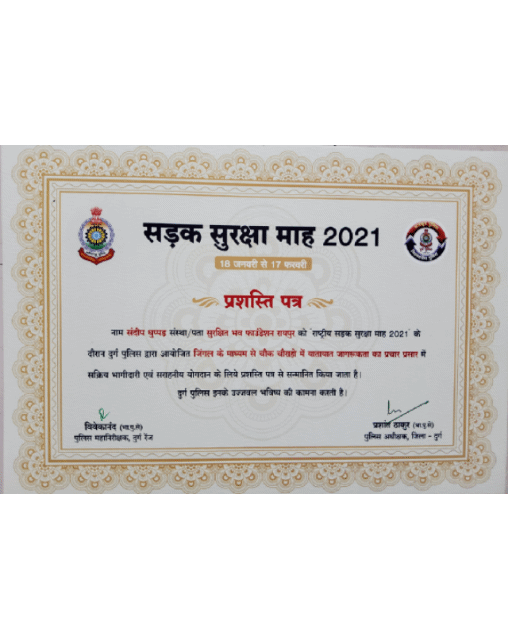 सड़क सुरक्षा माह 2021
18 जनवरी से 17 फरवरी
प्रशस्ति पत्र
नाम संदीप धुप्पड़ संस्था/पता सुरक्षित भव फाउंडेशन रायपुर को 'राष्ट्रीय सड़क सुरक्षा माह 2021' के
दौरान दुर्ग पुलिस द्वारा आयोजित जिंगल के माध्यम से चौक चौराहों में यातायात जागरूकता का प्रचार प्रसार में
सक्रिय भागीदारी एवं सराहनीय योगदान के लिये प्रशस्ति पत्र से सम्मानित किया जाता है।
दुर्ग पुलिस इनके उज्जवल भविष्य की कामना करती है।
विवेकानंद (भा.पु.से)
पुलिस महानिरीक्षक, दुर्ग रेंज
प्रशांत ठाकुर (भा.पु.से)
पुलिस अधीक्षक, जिला - दुर्ग